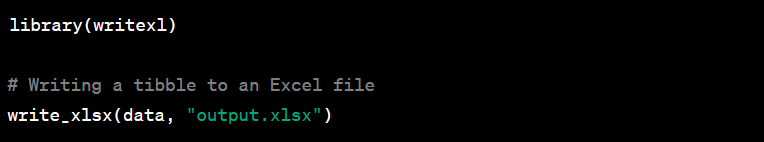 library(writexl)
# Writing a tibble to an Excel file
write_xlsx(data, "output.xlsx")